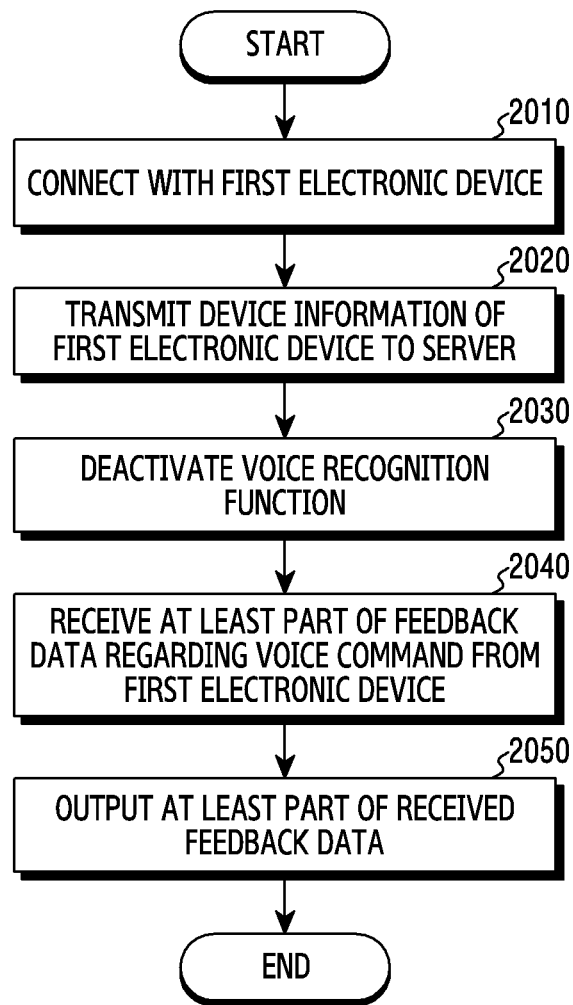 START
2010
CONNECT WITH FIRST ELECTRONIC DEVICE
2020
TRANSMIT DEVICE INFORMATION OF
FIRST ELECTRONIC DEVICE TO SERVER
2030
DEACTIVATE VOICE RECOGNITION
FUNCTION
2040
RECEIVE AT LEAST PART OF FEEDBACK
DATA REGARDING VOICE COMMAND FROM
FIRST ELECTRONIC DEVICE
2050
OUTPUT AT LEAST PART OF RECEIVED
FEEDBACK DATA
END